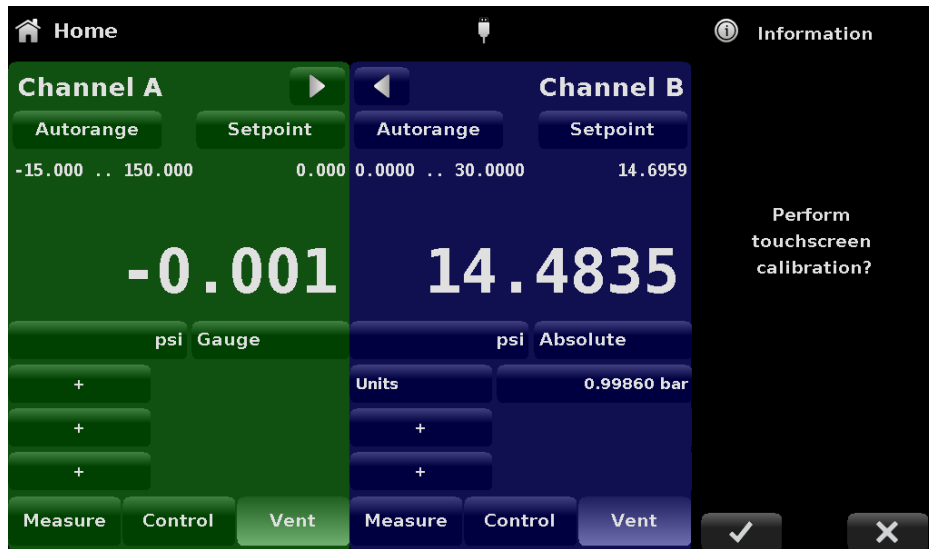 Home
Information
Channel A
Channel B
Autorange Setpoint
Autorange Setpoint
-15.000 .. 150.000 0.000
0.0000 .. 30.0000 14.6959
-0.001
14.4835
psi Gauge
psi Absolute
+
Units 0.99860 bar
+
+
+
+
Measure Control Vent
Measure Control Vent
Perform
touchscreen
calibration?